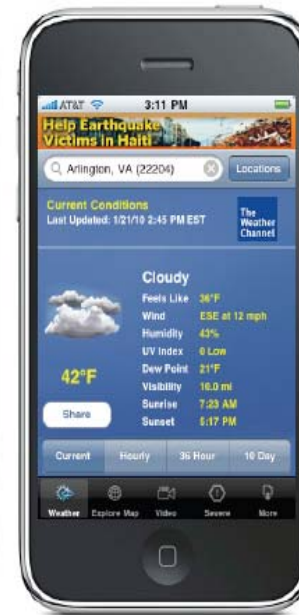 AT&T 3:11 PM
Help Earthquake
Victims in Haiti
Arlington, VA (22204) Locations
Current Conditions
Last Updated: 1/21/10 2:45 PM EST
The
Weather
Channel
Cloudy
Feels Like 36°F
Wind ESE at 12 mph
Humidity 43%
UV Index 0 Low
Dew Point 21°F
Visibility 10.0 mi
Sunrise 7:23 AM
Sunset 5:17 PM
42°F
Share
Current Hourly 36 Hour 10 Day
Weather Explore Map Video Severe More